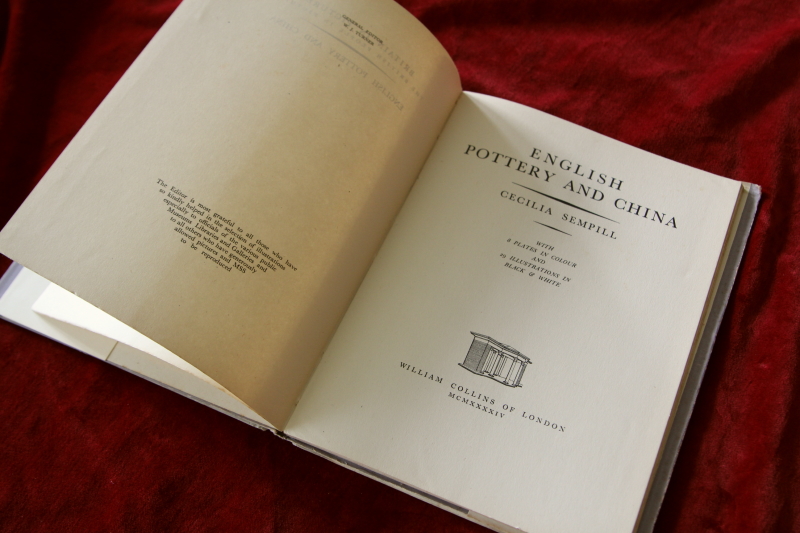 GENERAL EDITOR
W. J. TURNER
The Editor is most grateful to all those who have
so kindly helped in the selection of illustrations
especially to officials of the various public
Museums Libraries and Galleries and
to all others who have generously
allowed pictures and MSS
to be reproduced
ENGLISH
POTTERY AND CHINA
CECILIA SEMPILL
WITH
8 PLATES IN COLOUR
AND
BLACK & WHITE
WILLIAM COLLINS OF LONDON
MCMXXXXIV